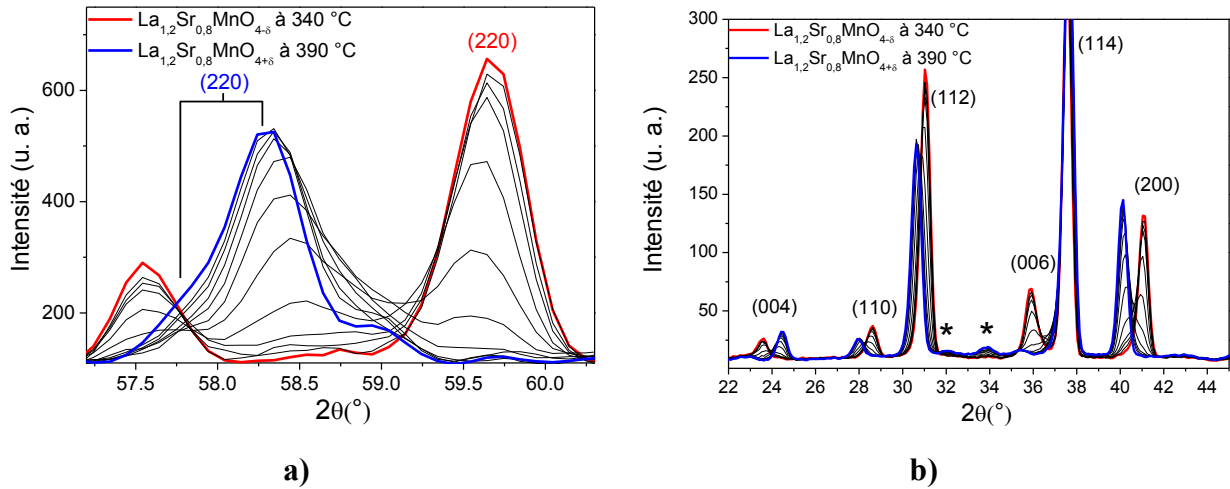 a)
La1,2Sr0,8MnO4-δ à 340 °C
La1,2Sr0,8MnO4+δ à 390 °C
(220)
(220)
Intensité (u. a.)
600
400
200
57.5 58.0 58.5 59.0 59.5 60.0
2θ(°)
a)
b)
La1,2Sr0,8MnO4-δ à 340 °C
La1,2Sr0,8MnO4+δ à 390 °C
(114)
(112)
(200)
(006)
(004)
(110)
* *
Intensité (u. a.)
300
250
200
150
100
50
22 24 26 28 30 32 34 36 38 40 42 44
2θ(°)
b)